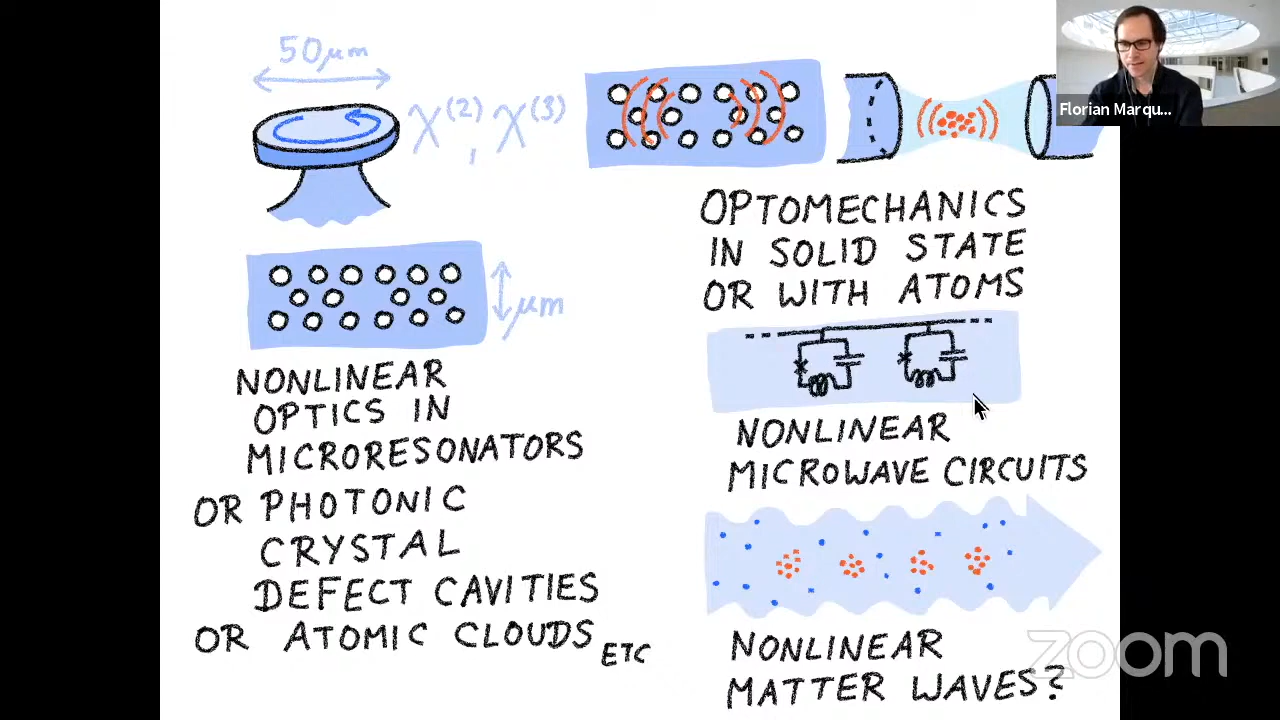 50μm
χ(2), χ(3)
μm
NONLINEAR
OPTICS IN
MICRORESONATORS
OR PHOTONIC
CRYSTAL
DEFECT CAVITIES
OR ATOMIC CLOUDS ETC
OPTOMECHANICS
IN SOLID STATE
OR WITH ATOMS
NONLINEAR
MICROWAVE CIRCUITS
NONLINEAR
MATTER WAVES?
Florian Marqu...
zoom